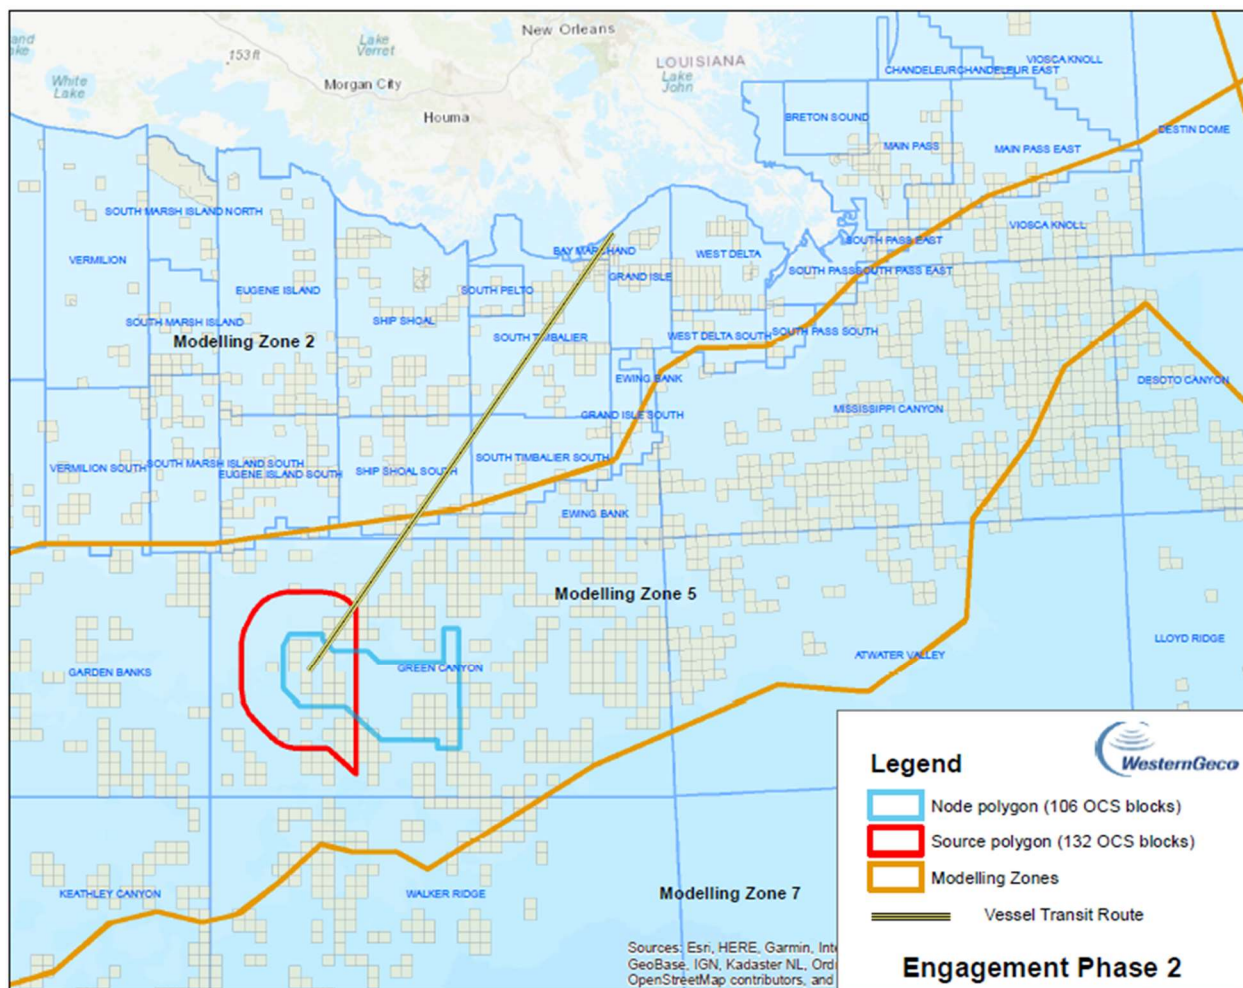 New Orleans
Lake
Verret
153 ft
LOUISIANA
Lake
John
White
Lake
Morgan City
Houma
CHANDELEUR
CHANDELEUR EAST
VIOSCA KNOLL
BRETON SOUND
MAIN PASS
MAIN PASS EAST
DESTIN DOME
SOUTH MARSH ISLAND NORTH
VERMILION
BAY MARCHAND
WEST DELTA
SOUTH PASS EAST
VIOSCA KNOLL
GRAND ISLE
SOUTH PASS
SOUTH PASS EAST
EUGENE ISLAND
SOUTH PELTO
SOUTH MARSH ISLAND
SHIP SHOAL
Modelling Zone 2
SOUTH TIMBALIER
WEST DELTA SOUTH
SOUTH PASS SOUTH
EWING BANK
DESOTO CANYON
MISSISSIPPI CANYON
GRAND ISLE SOUTH
VERMILION SOUTH
SOUTH MARSH ISLAND SOUTH
EUGENE ISLAND SOUTH
SHIP SHOAL SOUTH
SOUTH TIMBALIER SOUTH
EWING BANK
Modelling Zone 5
GARDEN BANKS
GREEN CANYON
ATWATER VALLEY
LLOYD RIDGE
KEATHLEY CANYON
WALKER RIDGE
Modelling Zone 7
Legend
WesternGeco
Node polygon (106 OCS blocks)
Source polygon (132 OCS blocks)
Modelling Zones
Vessel Transit Route
Engagement Phase 2
Sources: Esri, HERE, Garmin,
GeoBase, IGN, Kadaster NL,
OpenStreetMap contributors, and